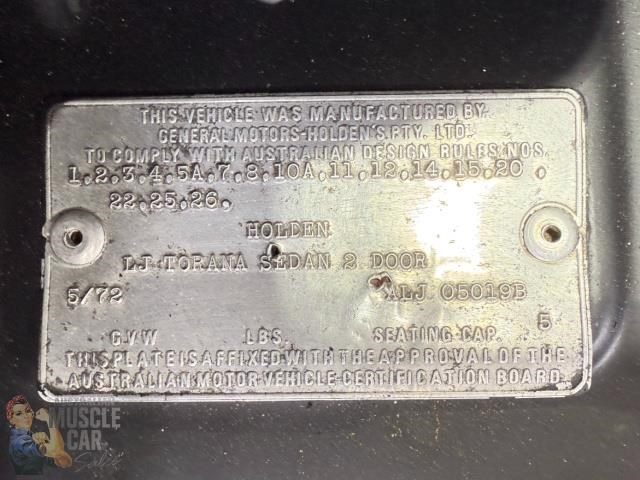 THIS VEHICLE WAS MANUFACTURED BY
GENERAL MOTORS-HOLDEN'S PTY. LTD.
TO COMPLY WITH AUSTRALIAN DESIGN RULES NOS.
1.2.3.4.5A.7.8.10A.11.12.14.15.20.
22.25.26.
HOLDEN
LJ TORANA SEDAN 2 DOOR
5/72 ALJ 05019B
5
G.V.W LBS. SEATING CAP.
THIS PLATE IS AFFIXED WITH THE APPROVAL OF THE
AUSTRALIAN MOTOR VEHICLE CERTIFICATION BOARD
MUSCLE
CAR
Sales